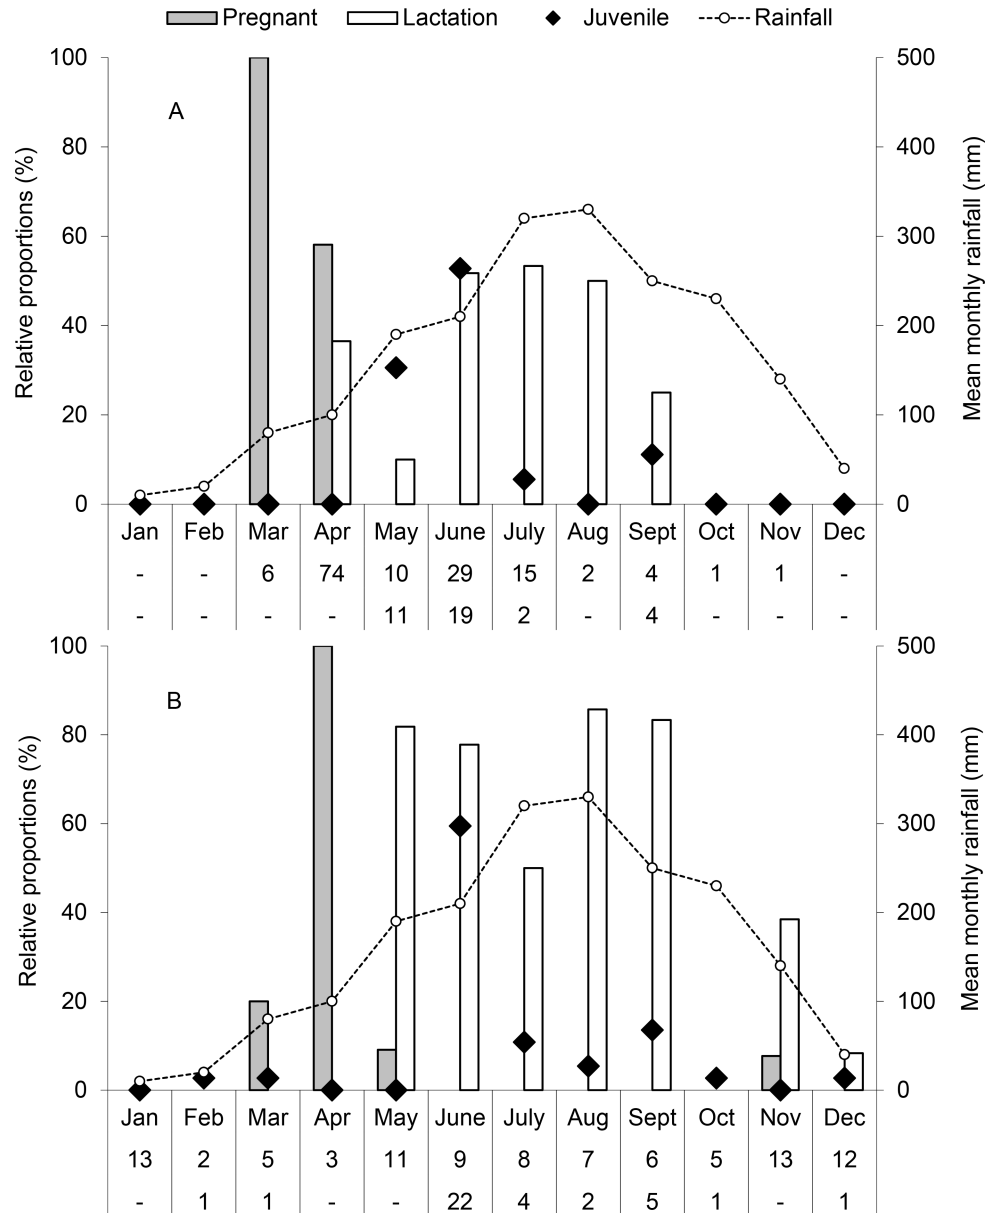 Pregnant Lactation Juvenile Rainfall
100 500
A
80 400
60 300
40 200
20 100
0 0
Relative proportions (%)
Mean monthly rainfall (mm)
Jan Feb Mar Apr May June July Aug Sept Oct Nov Dec
- - 6 74 10 29 15 2 4 1 1 -
- - - - 11 19 2 - 4 - - -
100 500
B
80 400
60 300
40 200
20 100
0 0
Relative proportions (%)
Mean monthly rainfall (mm)
Jan Feb Mar Apr May June July Aug Sept Oct Nov Dec
13 2 5 3 11 9 8 7 6 5 13 12
- 1 1 - - 22 4 2 5 1 - 1